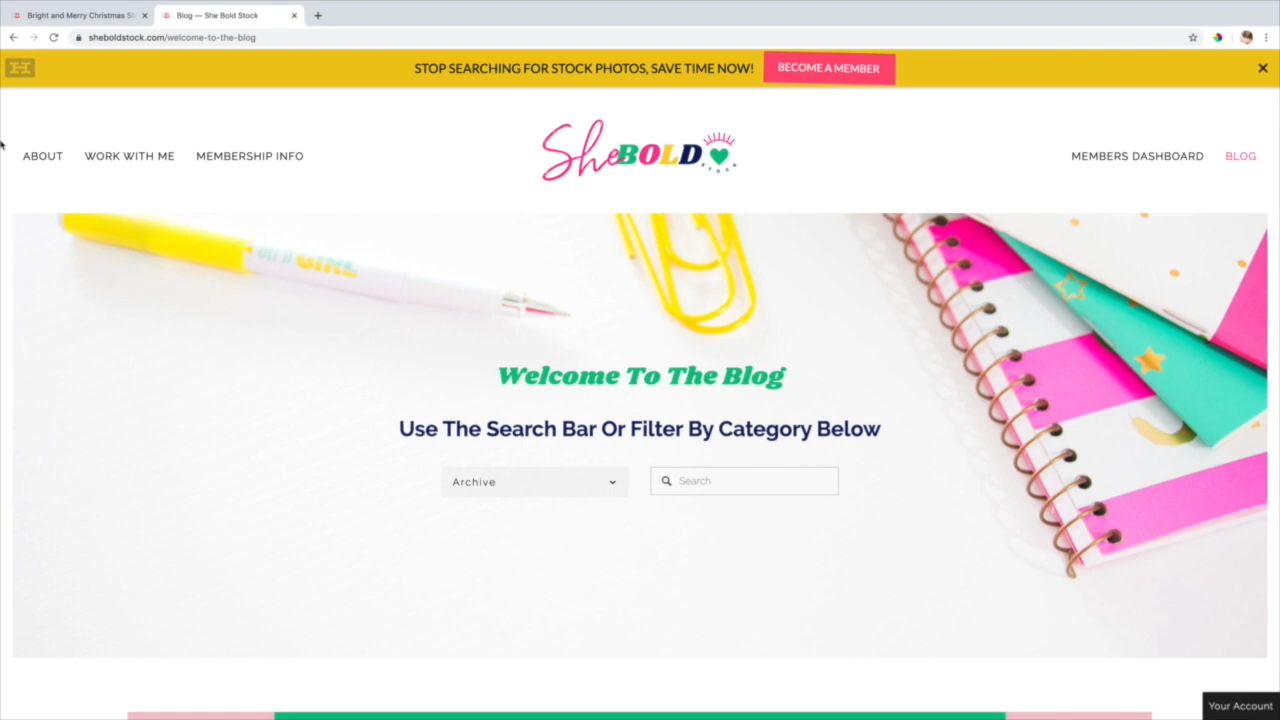 Bright and Merry Christmas St
Blog — She Bold Stock
sheboldstock.com/welcome-to-the-blog
STOP SEARCHING FOR STOCK PHOTOS, SAVE TIME NOW!
BECOME A MEMBER
ABOUT
WORK WITH ME
MEMBERSHIP INFO
She BOLD
STOCK
MEMBERS DASHBOARD
BLOG
GIRL
Welcome To The Blog
Use The Search Bar Or Filter By Category Below
Archive
Search
Your Account